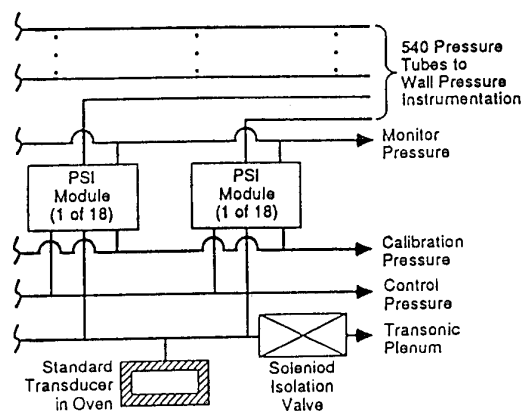 540 Pressure
Tubes to
Wall Pressure
Instrumentation
Monitor
Pressure
PSI
Module
(1 of 18)
PSI
Module
(1 of 18)
Calibration
Pressure
Control
Pressure
Transonic
Plenum
Standard
Transducer
in Oven
Soleniod
Isolation
Valve